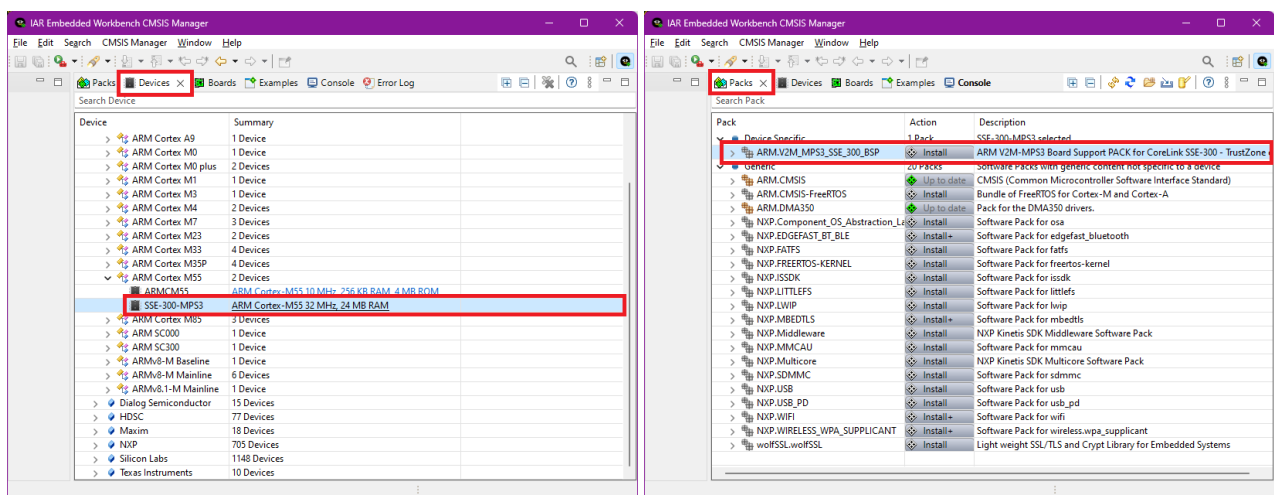 IAR Embedded Workbench CMSIS Manager
File Edit Search CMSIS Manager Window Help
Packs Devices Boards Examples Console Error Log
Search Device
Device Summary
ARM Cortex A9 1 Device
ARM Cortex M0 1 Device
ARM Cortex M0 plus 2 Devices
ARM Cortex M1 1 Device
ARM Cortex M3 1 Device
ARM Cortex M4 2 Devices
ARM Cortex M7 3 Devices
ARM Cortex M23 2 Devices
ARM Cortex M33 4 Devices
ARM Cortex M35P 4 Devices
ARM Cortex M55 2 Devices
ARMCM55 ARM Cortex-M55 10 MHz, 256 KB RAM, 4 MB ROM
SSE-300-MPS3 ARM Cortex-M55 32 MHz, 24 MB RAM
ARM Cortex M85 3 Devices
ARM SC000 1 Device
ARM SC300 1 Device
ARMv8-M Baseline 1 Device
ARMv8-M Mainline 6 Devices
ARMv8.1-M Mainline 1 Device
Dialog Semiconductor 15 Devices
HDSC 77 Devices
Maxim 18 Devices
NXP 705 Devices
Silicon Labs 1148 Devices
Texas Instruments 10 Devices
IAR Embedded Workbench CMSIS Manager
File Edit Search CMSIS Manager Window Help
Packs Devices Boards Examples Console
Search Pack
Pack Action Description
Device Specific 1 Pack SSE-300-MPS3 selected
ARM.V2M_MPS3_SSE_300_BSP Install ARM V2M-MPS3 Board Support PACK for CoreLink SSE-300 - TrustZone
Generic 20 Packs Software Packs with generic content not specific to a device
ARM.CMSIS Up to date CMSIS (Common Microcontroller Software Interface Standard)
ARM.CMSIS-FreeRTOS Install Bundle of FreeRTOS for Cortex-M and Cortex-A
ARM.DMA350 Up to date Pack for the DMA350 drivers.
NXP.Component_OS_Abstraction_La Install Software Pack for osa
NXP.EDGEFAST_BT_BLE Install+ Software Pack for edgefast_bluetooth
NXP.FATFS Install Software Pack for fatfs
NXP.FREERTOS-KERNEL Install Software Pack for freertos-kernel
NXP.ISSDK Install Software Pack for issdk
NXP.LITTLEFS Install Software Pack for littlefs
NXP.LWIP Install Software Pack for lwip
NXP.MBEDTLS Install+ Software Pack for mbedtls
NXP.Middleware Install NXP Kinetis SDK Middleware Software Pack
NXP.MMCAU Install Software Pack for mmcau
NXP.Multicore Install NXP Kinetis SDK Multicore Software Pack
NXP.SDMMC Install Software Pack for sdmmc
NXP.USB Install Software Pack for usb
NXP.USB_PD Install Software Pack for usb_pd
NXP.WIFI Install+ Software Pack for wifi
NXP.WIRELESS_WPA_SUPPLICANT Install+ Software Pack for wireless.wpa_supplicant
wolfSSL.wolfSSL Install Light weight SSL/TLS and Crypt Library for Embedded Systems